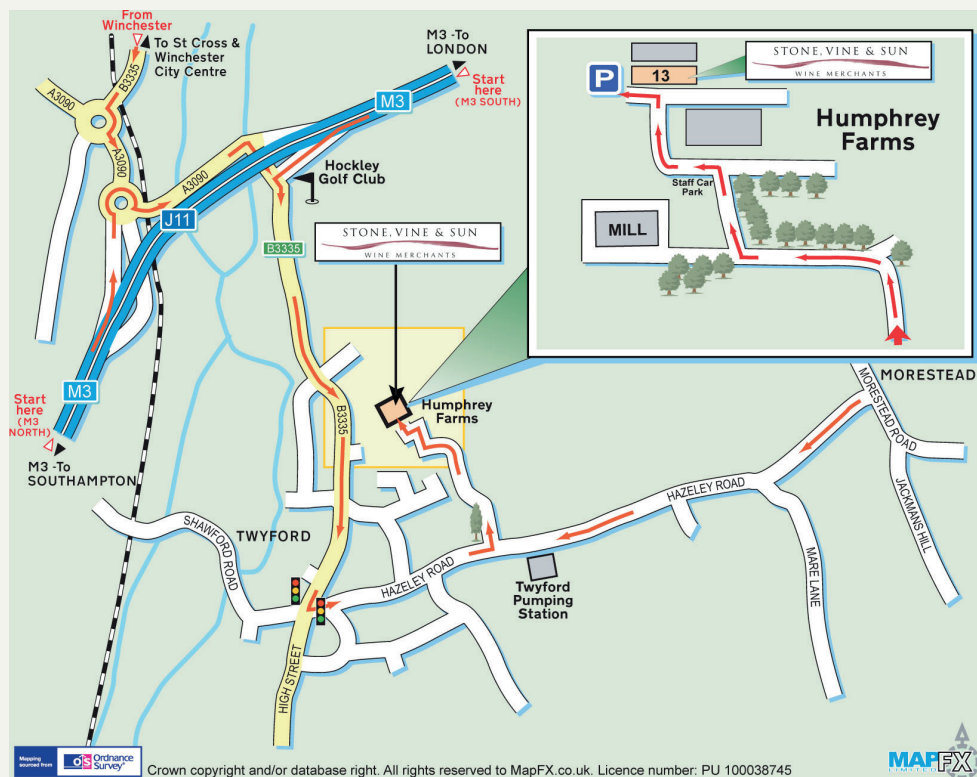 From
Winchester
To St Cross &
Winchester
City Centre
B3335
A3090
A3090
A3090
M3 -To
LONDON
Start
here
(M3 SOUTH)
M3
J11
M3
Hockley
Golf Club
B3335
STONE, VINE & SUN
WINE MERCHANTS
Start
here
(M3
NORTH)
M3 -To
SOUTHAMPTON
B3335
Humphrey
Farms
SHAWFORD ROAD
TWYFORD
HAZELEY ROAD
HIGH STREET
Twyford
Pumping
Station
HAZELEY ROAD
MORESTEAD
MORESTEAD ROAD
JACKMANS HILL
MARE LANE
P
13
STONE, VINE & SUN
WINE MERCHANTS
Humphrey
Farms
Staff Car
Park
MILL
Mapping
sourced from
OS Ordnance
Survey®
Crown copyright and/or database right. All rights reserved to MapFX.co.uk. Licence number: PU 100038745
MAPFX
LIMITED